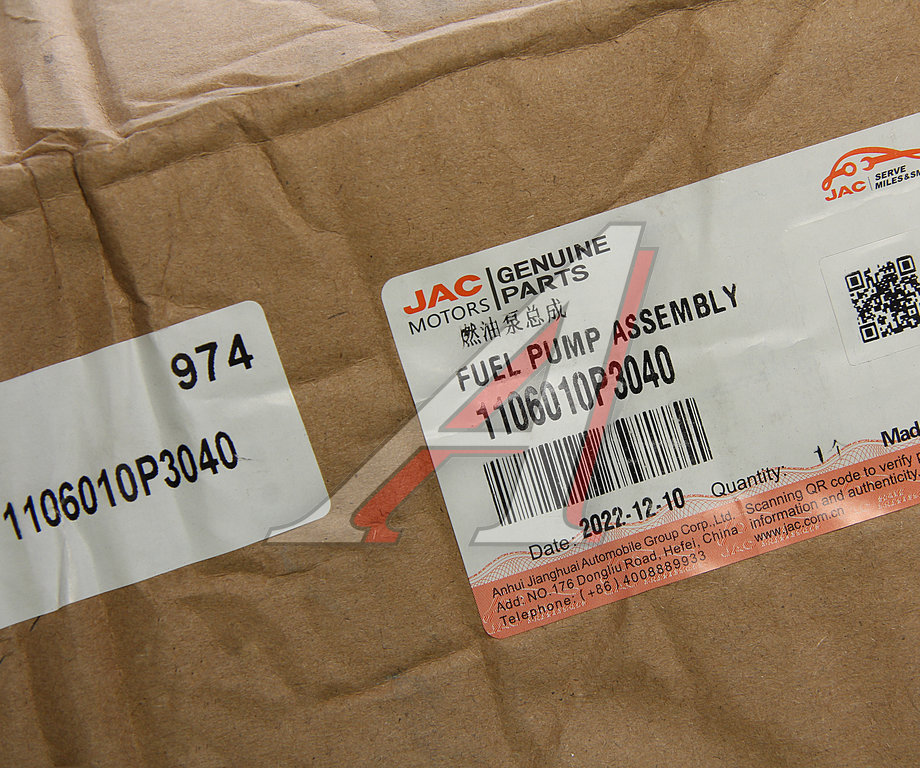 974
1106010P3040
JAC
MOTORS
GENUINE
PARTS
燃油泵总成
FUEL PUMP ASSEMBLY
1106010P3040
Date: 2022-12-10
Quantity:
Anhui Jianghuai Automobile Group Corp.,Ltd
Add: NO.176 Dongliu Road, Hefei, China
Telephone: (+86)4008889933
JAC
SERVE
MILES&SM
Mad
Scanning QR code to verify
information and authenticity
www.jac.com.cn